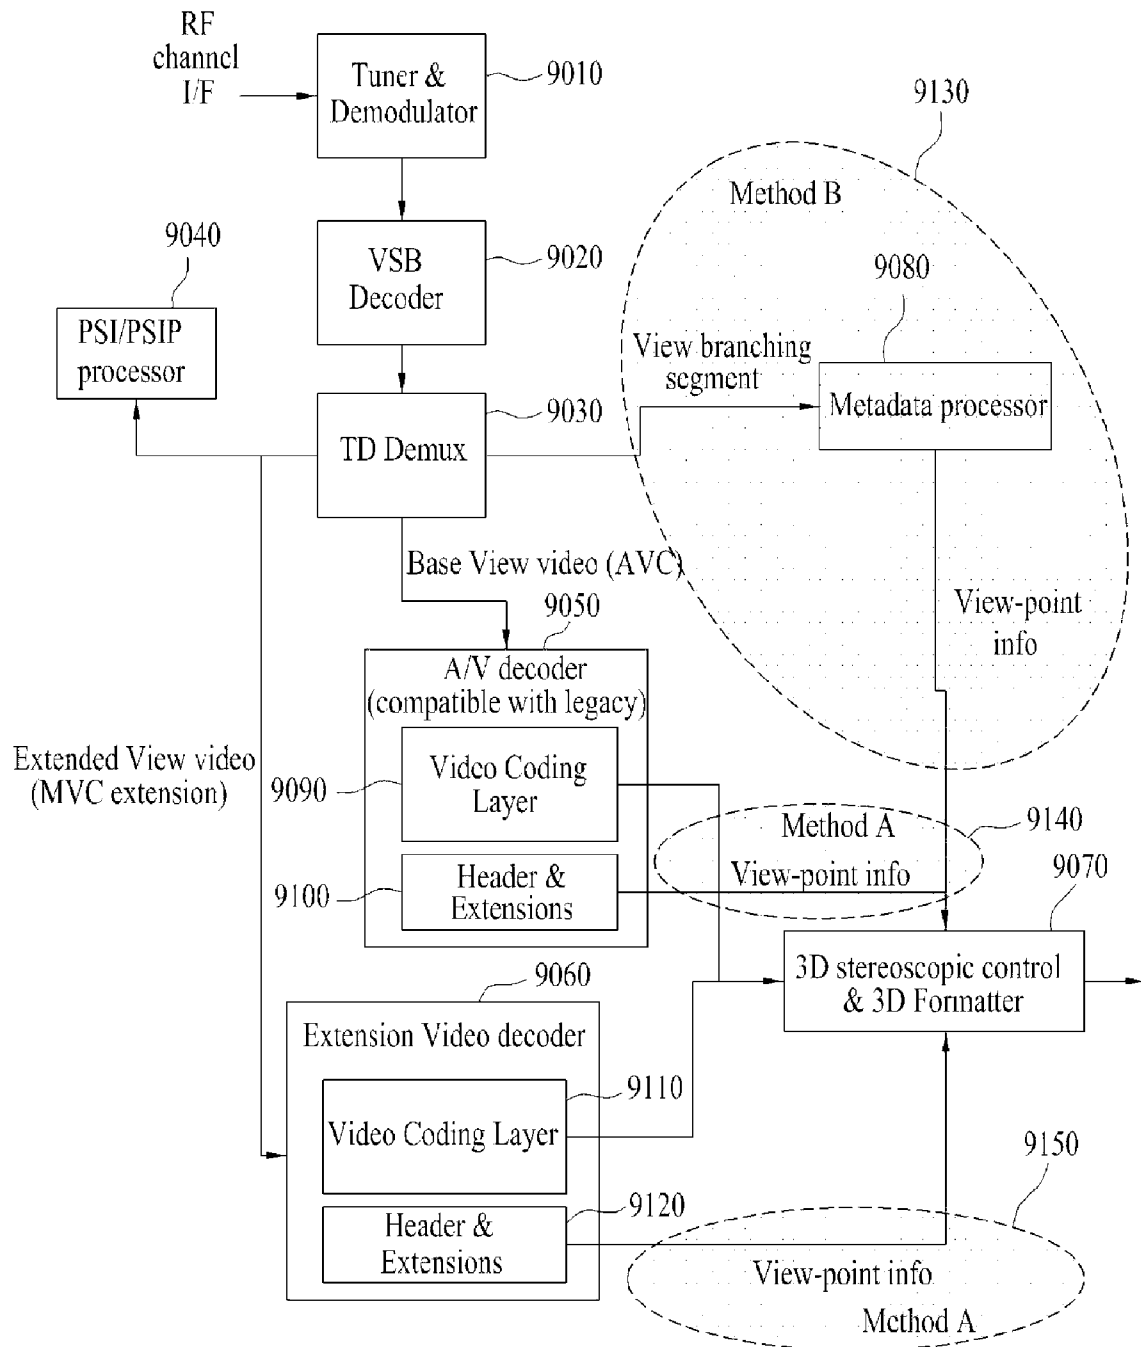 RF
channel
I/F
Tuner &
Demodulator
9010
9130
Method B
9040
VSB
Decoder
9020
9080
PSI/PSIP
processor
View branching
segment
Metadata processor
9030
TD Demux
Base View video (AVC)
View-point
info
9050
A/V decoder
(compatible with legacy)
Extended View video
(MVC extension)
9090
Video Coding
Layer
Method A
9140
View-point info
9100
Header &
Extensions
9070
3D stereoscopic control
& 3D Formatter
9060
Extension Video decoder
9110
Video Coding Layer
9150
9120
Header &
Extensions
View-point info
Method A